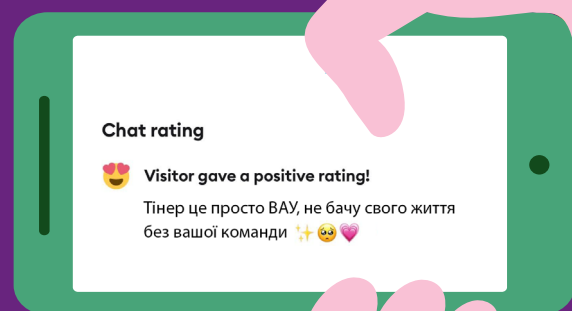 Chat rating
😍 Visitor gave a positive rating!
Тінер це просто ВАУ, не бачу свого життя
без вашої команди ✨🥺💗